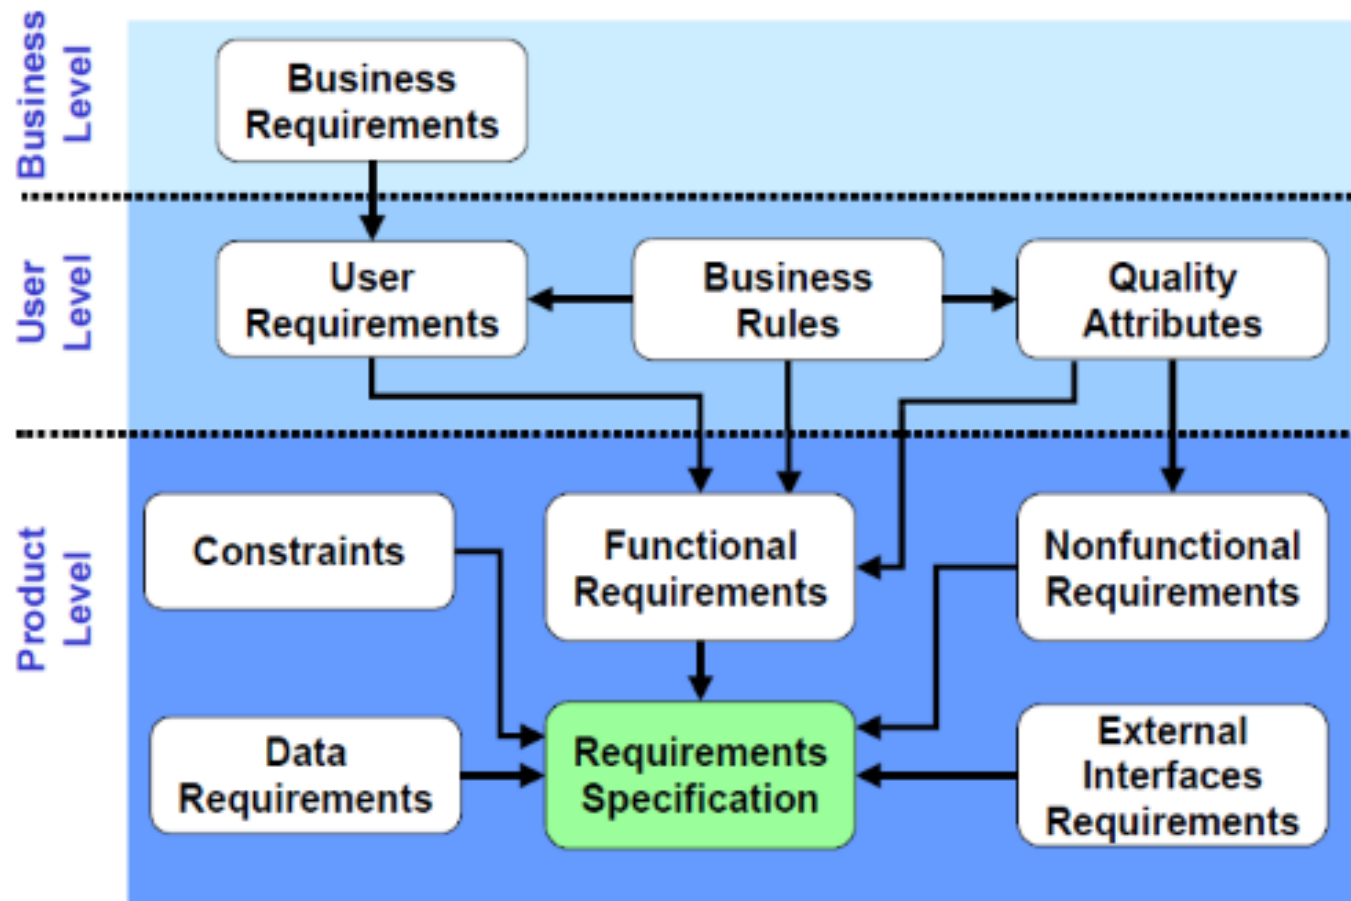 Business
Level
Business
Requirements
User
Level
User
Requirements
Business
Rules
Quality
Attributes
Product
Level
Constraints
Functional
Requirements
Nonfunctional
Requirements
Data
Requirements
Requirements
Specification
External
Interfaces
Requirements